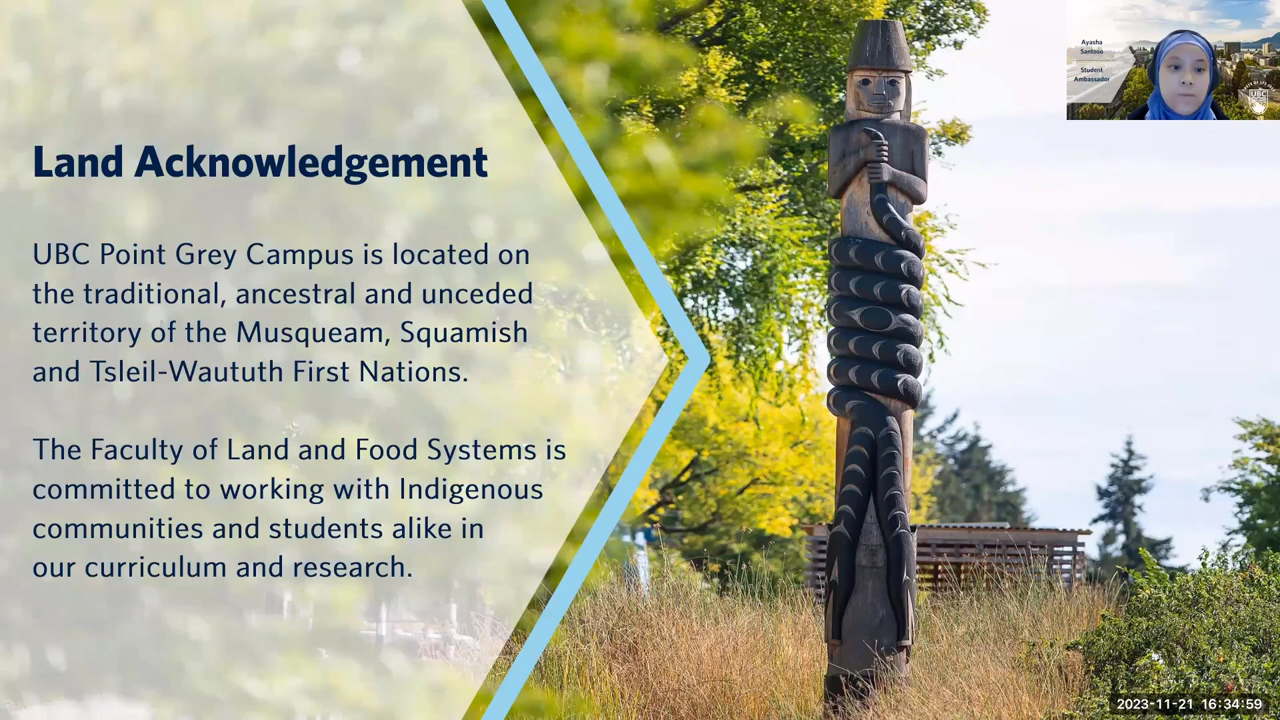 Land Acknowledgement
UBC Point Grey Campus is located on
the traditional, ancestral and unceded
territory of the Musqueam, Squamish
and Tsleil-Waututh First Nations.
The Faculty of Land and Food Systems is
committed to working with Indigenous
communities and students alike in
our curriculum and research.
Ayasha
Santoso
Student
Ambassador
UBC
2023-11-21 16:34:59